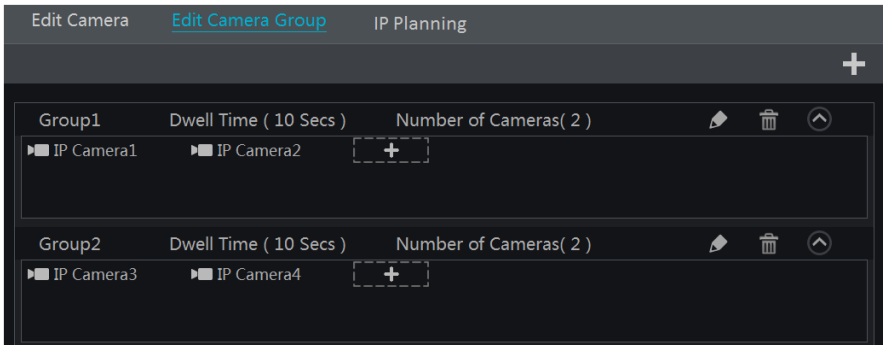 Edit Camera Edit Camera Group IP Planning
Group1 Dwell Time ( 10 Secs ) Number of Cameras( 2 )
IP Camera1 IP Camera2
Group2 Dwell Time ( 10 Secs ) Number of Cameras( 2 )
IP Camera3 IP Camera4